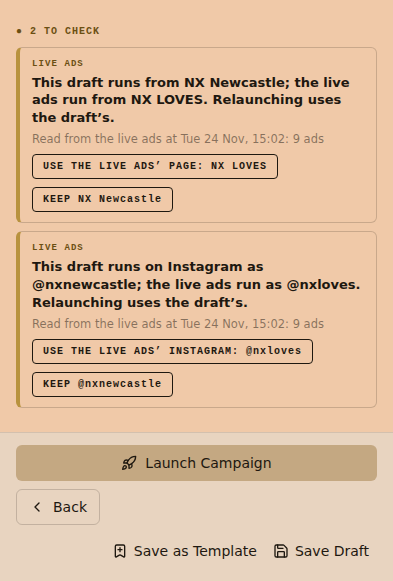 ● 2 TO CHECK
LIVE ADS
This draft runs from NX Newcastle; the live
ads run from NX LOVES. Relaunching uses
the draft’s.
Read from the live ads at Tue 24 Nov, 15:02: 9 ads
USE THE LIVE ADS’ PAGE: NX LOVES
KEEP NX Newcastle
LIVE ADS
This draft runs on Instagram as
@nxnewcastle; the live ads run as @nxloves.
Relaunching uses the draft’s.
Read from the live ads at Tue 24 Nov, 15:02: 9 ads
USE THE LIVE ADS’ INSTAGRAM: @nxloves
KEEP @nxnewcastle
Launch Campaign
Back
Save as Template
Save Draft